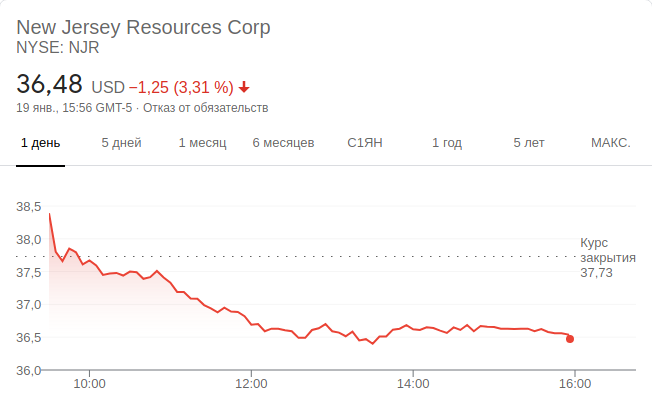 New Jersey Resources Corp
NYSE: NJR
36,48 USD −1,25 (3,31 %)
19 янв., 15:56 GMT-5 · Отказ от обязательств
1 день 5 дней 1 месяц 6 месяцев С1ЯН 1 год 5 лет МАКС.
38,5
38,0
37,5
37,0
36,5
36,0
Курс
закрытия
37,73
10:00 12:00 14:00 16:00